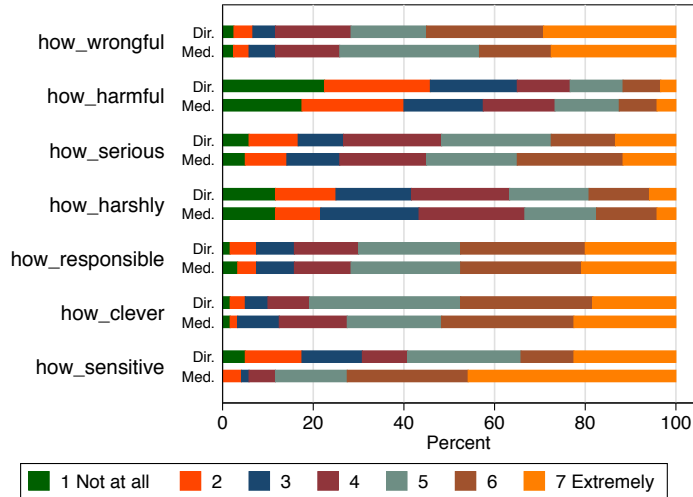 how_wrongful Dir.
Med.
how_harmful Dir.
Med.
how_serious Dir.
Med.
how_harshly Dir.
Med.
how_responsible Dir.
Med.
how_clever Dir.
Med.
how_sensitive Dir.
Med.
0 20 40 60 80 100
Percent
1 Not at all 2 3 4 5 6 7 Extremely